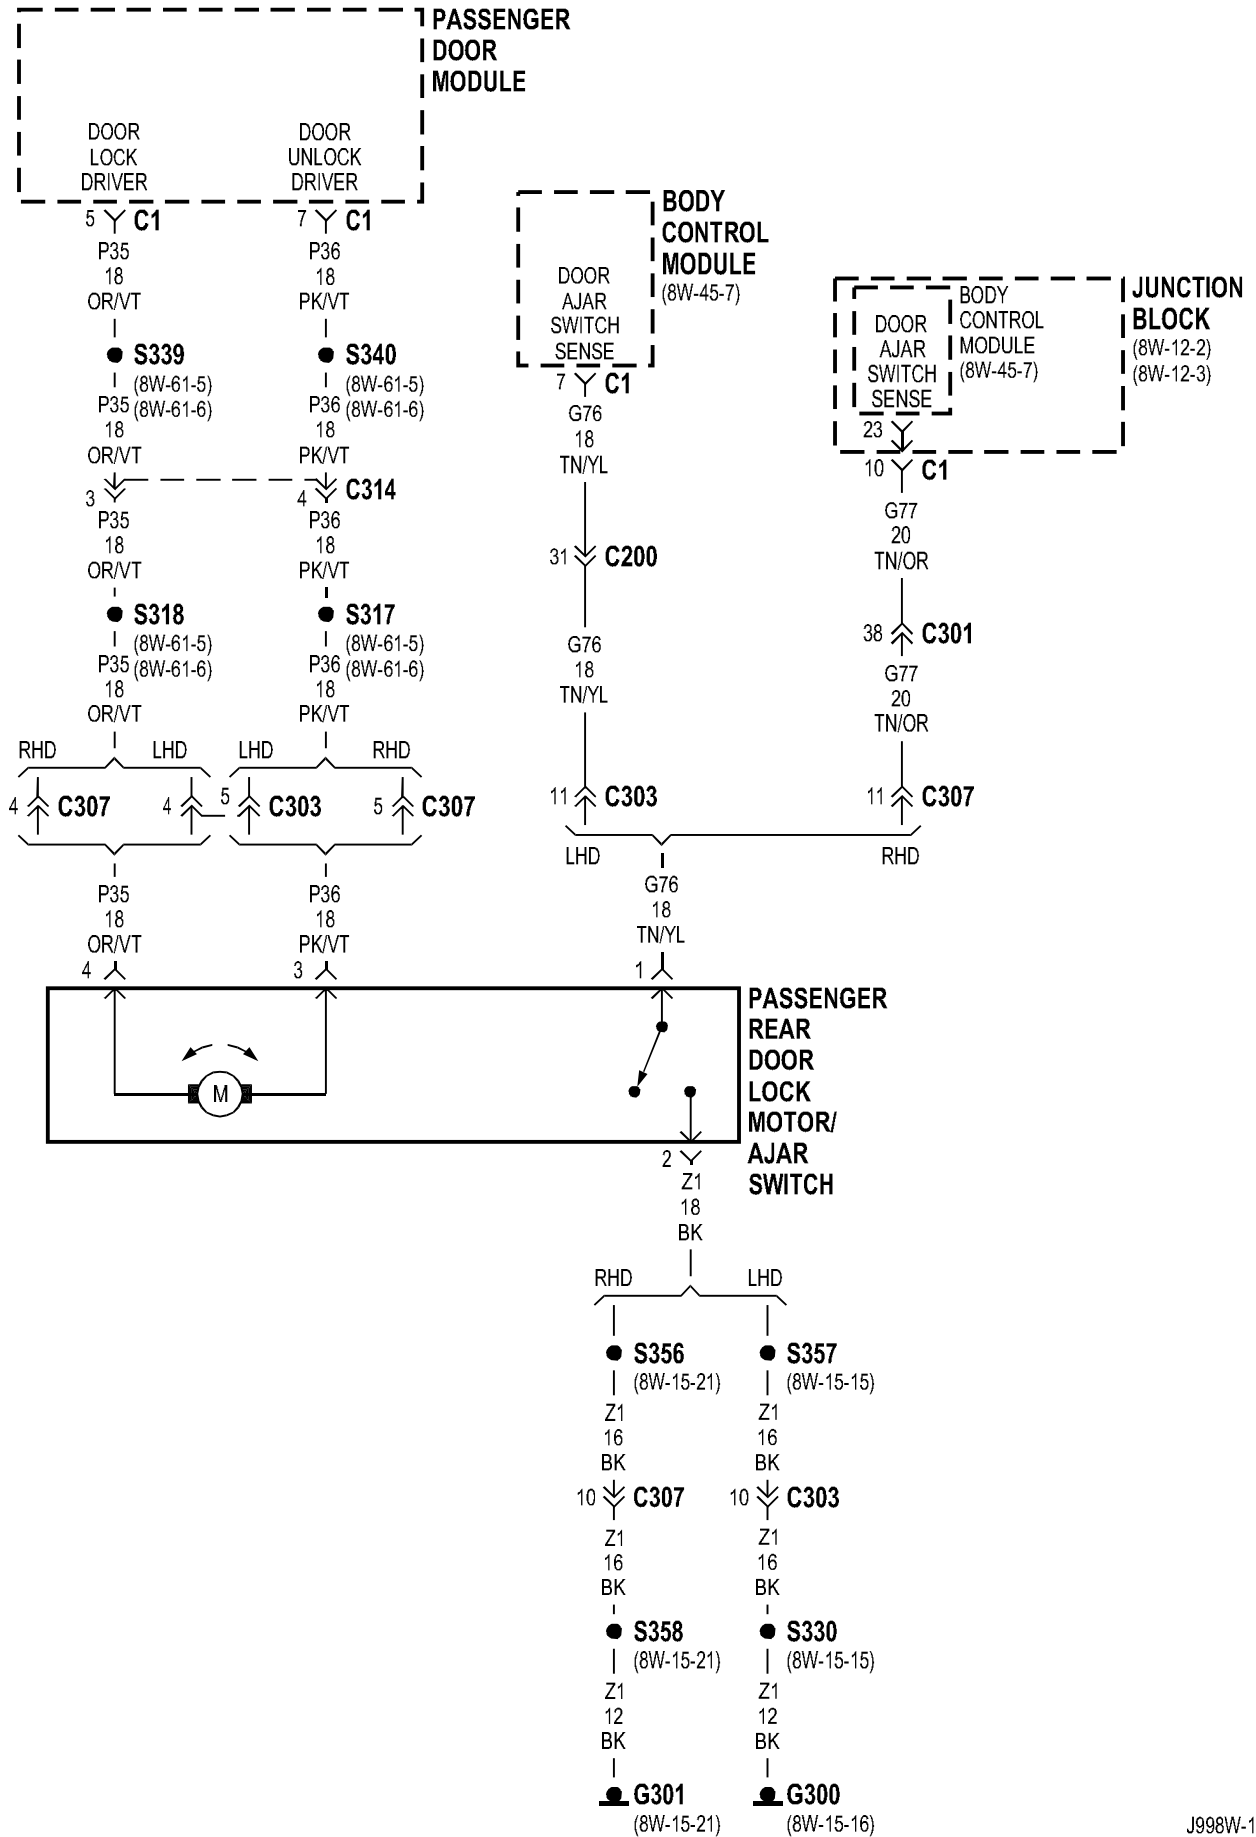 PASSENGER
DOOR
MODULE
DOOR
LOCK
DRIVER
DOOR
UNLOCK
DRIVER
5 C1
7 C1
P35
18
OR/VT
P36
18
PK/VT
S339
(8W-61-5)
(8W-61-6)
S340
(8W-61-5)
(8W-61-6)
P35
18
OR/VT
P36
18
PK/VT
3
4 C314
P35
18
OR/VT
P36
18
PK/VT
S318
(8W-61-5)
(8W-61-6)
S317
(8W-61-5)
(8W-61-6)
P35
18
OR/VT
P36
18
PK/VT
RHD LHD LHD RHD
4 C307 4 5 C303 5 C307
P35
18
OR/VT
P36
18
PK/VT
4
3
BODY
CONTROL
MODULE
(8W-45-7)
DOOR
AJAR
SWITCH
SENSE
7 C1
G76
18
TN/YL
31 C200
G76
18
TN/YL
11 C303
LHD
JUNCTION
BLOCK
(8W-12-2)
(8W-12-3)
BODY
CONTROL
MODULE
(8W-45-7)
DOOR
AJAR
SWITCH
SENSE
23
10 C1
G77
20
TN/OR
38 C301
G77
20
TN/OR
11 C307
RHD
G76
18
TN/YL
1
PASSENGER
REAR
DOOR
LOCK
MOTOR/
AJAR
SWITCH
M
2
Z1
18
BK
RHD LHD
S356
(8W-15-21)
S357
(8W-15-15)
Z1
16
BK
Z1
16
BK
10 C307
10 C303
Z1
16
BK
Z1
16
BK
S358
(8W-15-21)
S330
(8W-15-15)
Z1
12
BK
Z1
12
BK
G301
(8W-15-21)
G300
(8W-15-16)
J998W-1